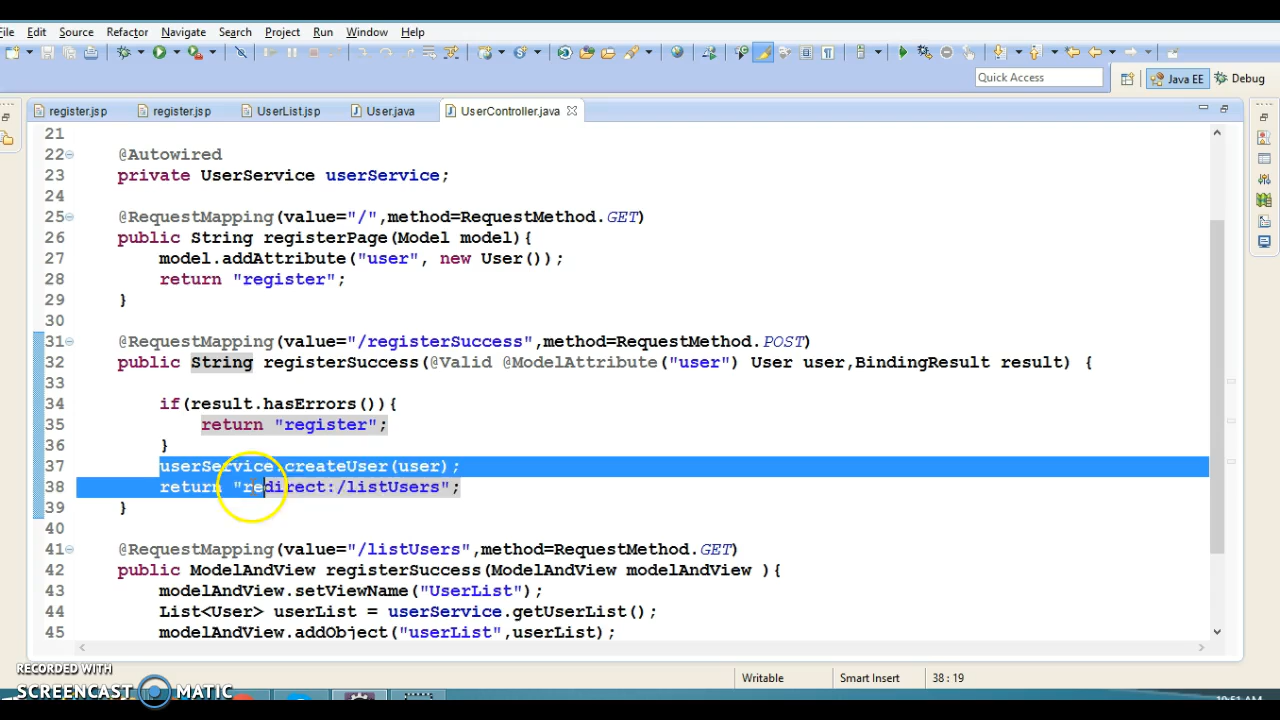 File Edit Source Refactor Navigate Search Project Run Window Help
Quick Access
Java EE Debug
register.jsp register.jsp UserList.jsp User.java UserController.java
21
22 @Autowired
23 private UserService userService;
24
25 @RequestMapping(value="/",method=RequestMethod.GET)
26 public String registerPage(Model model){
27 model.addAttribute("user", new User());
28 return "register";
29 }
30
31 @RequestMapping(value="/registerSuccess",method=RequestMethod.POST)
32 public String registerSuccess(@Valid @ModelAttribute("user") User user,BindingResult result) {
33
34 if(result.hasErrors()){
35 return "register";
36 }
37 userService.createUser(user);
38 return "redirect:/listUsers";
39 }
40
41 @RequestMapping(value="/listUsers",method=RequestMethod.GET)
42 public ModelAndView registerSuccess(ModelAndView modelAndView ){
43 modelAndView.setViewName("UserList");
44 List<User> userList = userService.getUserList();
45 modelAndView.addObject("userList",userList);
Writable Smart Insert 38 : 19
RECORDED WITH
SCREENCAST MATIC